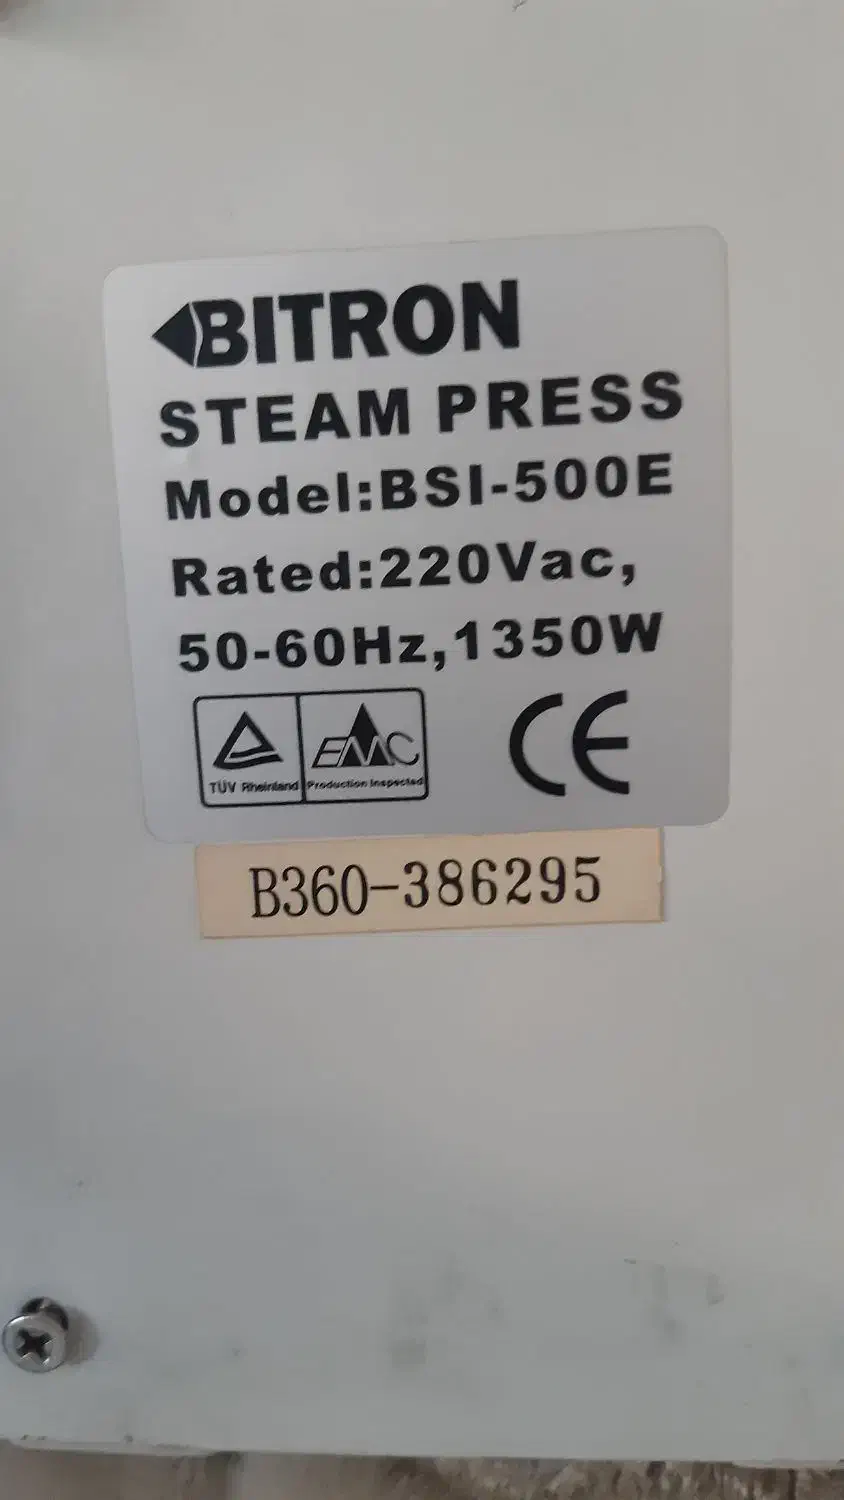 BITRON
STEAM PRESS
Model:BSI-500E
Rated:220Vac,
50-60Hz,1350W
TÜV Rheinland
EMC
Production Inspected
CE
B360-386295